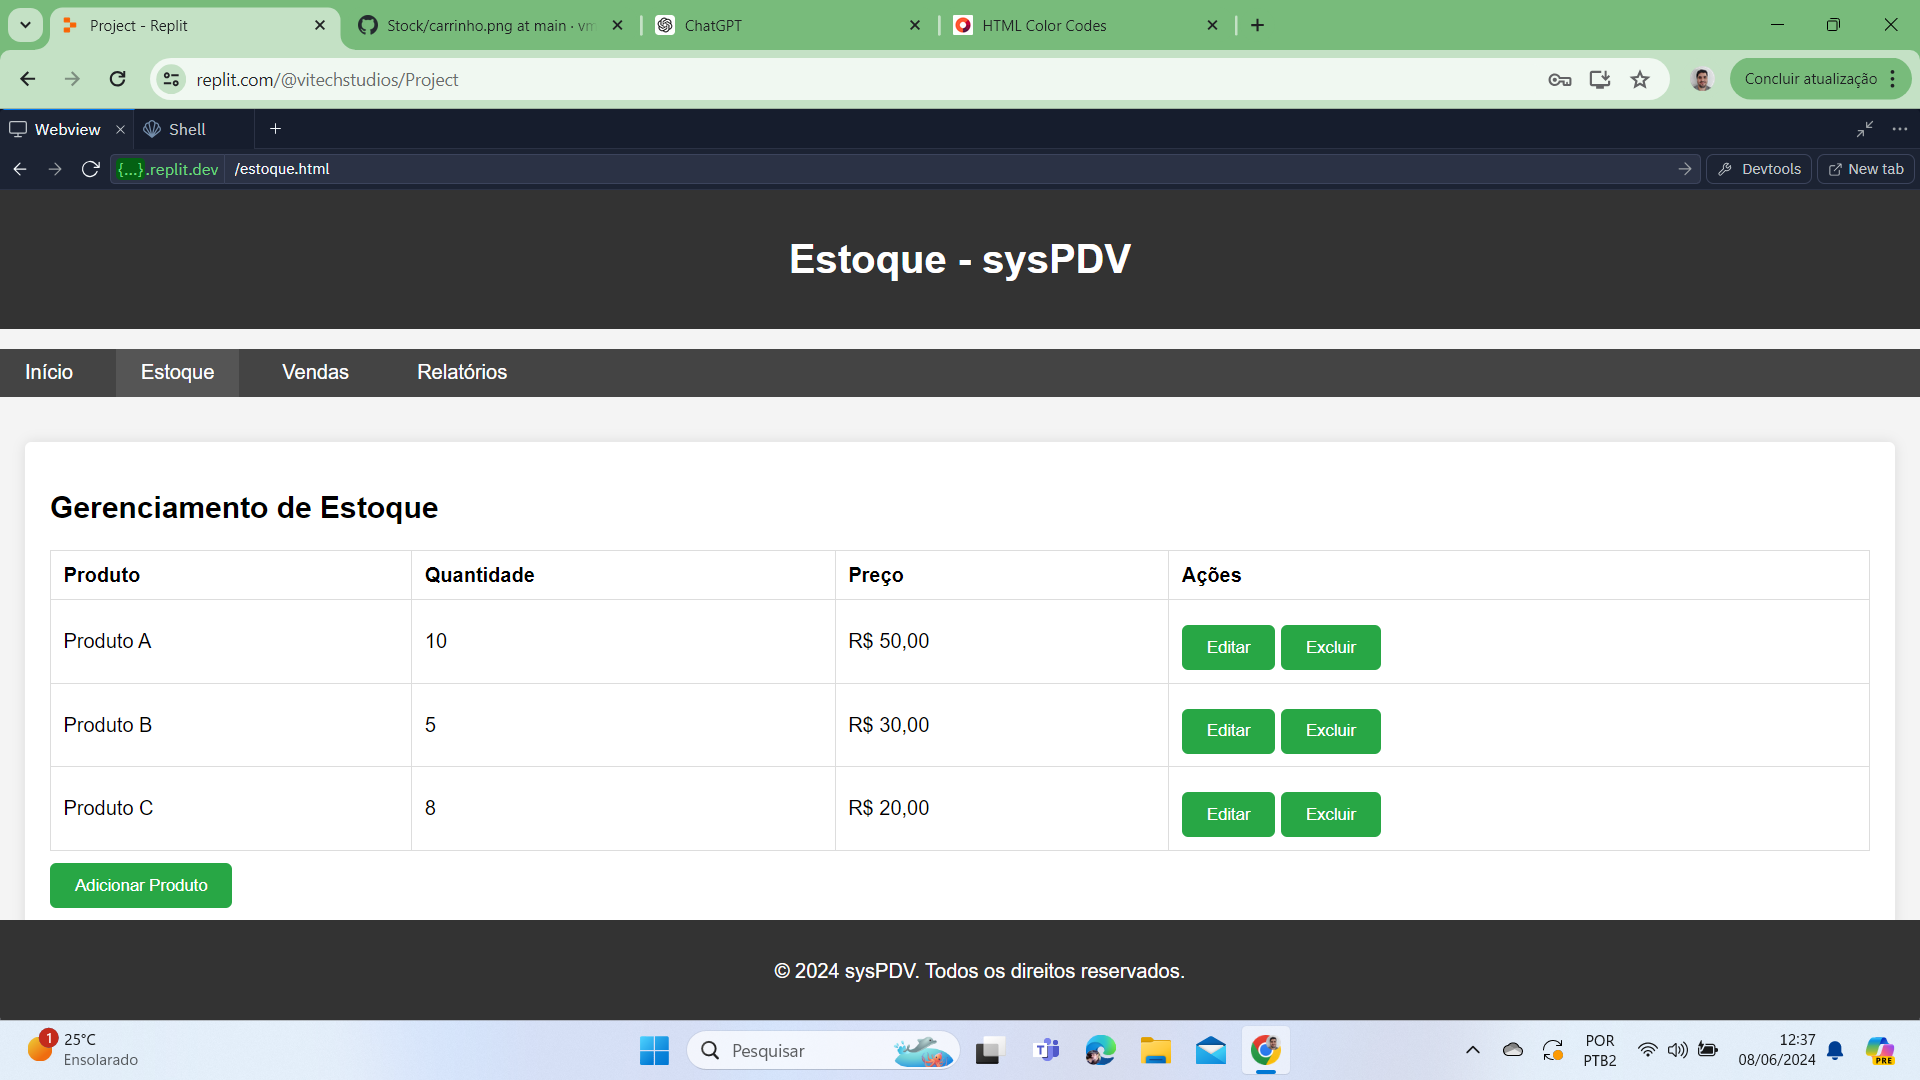 Project - Replit
Stock/carrinho.png at main · vm
ChatGPT
HTML Color Codes
replit.com/@vitechstudios/Project
Concluir atualização
Webview
Shell
{...}.replit.dev
/estoque.html
Devtools
New tab
Estoque - sysPDV
Início
Estoque
Vendas
Relatórios
Gerenciamento de Estoque
Produto
Quantidade
Preço
Ações
Produto A
10
R$ 50,00
Editar
Excluir
Produto B
5
R$ 30,00
Editar
Excluir
Produto C
8
R$ 20,00
Editar
Excluir
Adicionar Produto
© 2024 sysPDV. Todos os direitos reservados.
1
25°C
Ensolarado
Pesquisar
POR
PTB2
12:37
08/06/2024
PRE